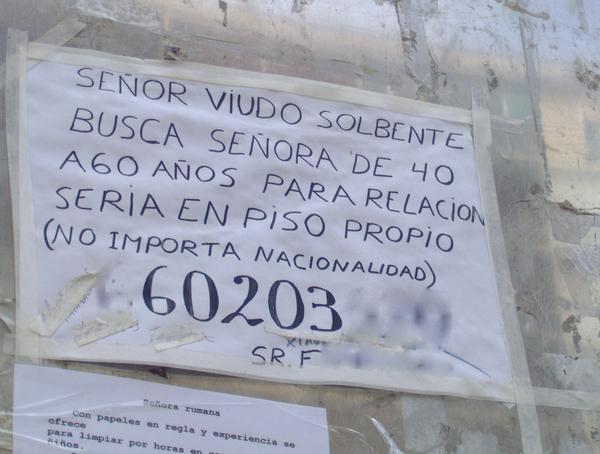 SEÑOR VIUDO SOLBENTE
BUSCA SEÑORA DE 40
A 60 AÑOS PARA RELACION
SERIA EN PISO PROPIO
(NO IMPORTA NACIONALIDAD)
60203
SR. F
Señora rumana
Con papeles en regla y experiencia se
ofrece
para limpiar por horas en